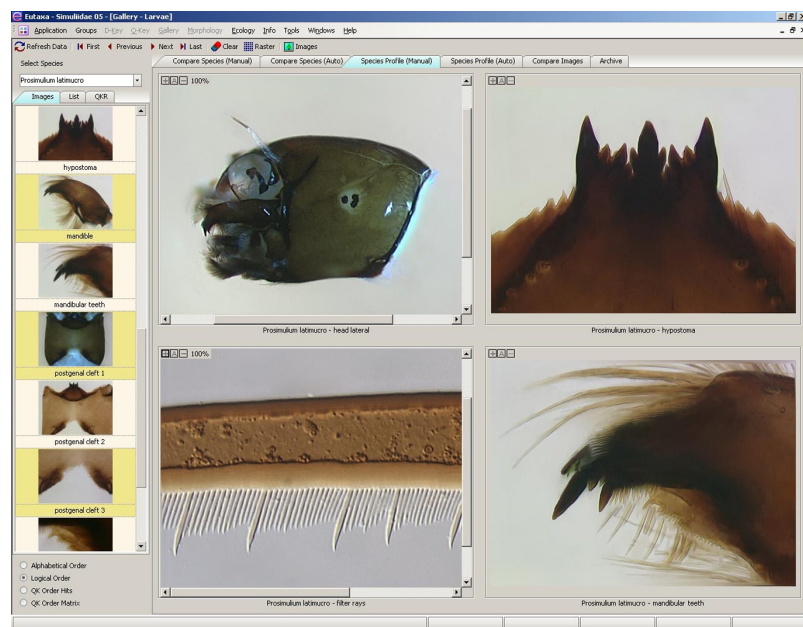 Eutaxa - Simuliidae 05 - [Gallery - Larvae]
Application Groups D-Key Q-Key Gallery Morphology Ecology Info Tools Windows Help
Refresh Data First Previous Next Last Clear Raster Images
Select Species
Prosimulium latimucro
Images List QKR
hypostoma
mandible
mandibular teeth
postgenal cleft 1
postgenal cleft 2
postgenal cleft 3
Alphabetical Order
Logical Order
QK Order Hits
QK Order Matrix
Compare Species (Manual) Compare Species (Auto) Species Profile (Manual) Species Profile (Auto) Compare Images Archive
A 100%
Prosimulium latimucro - head lateral
A
Prosimulium latimucro - hypostoma
A 100%
Prosimulium latimucro - filter rays
A
Prosimulium latimucro - mandibular teeth